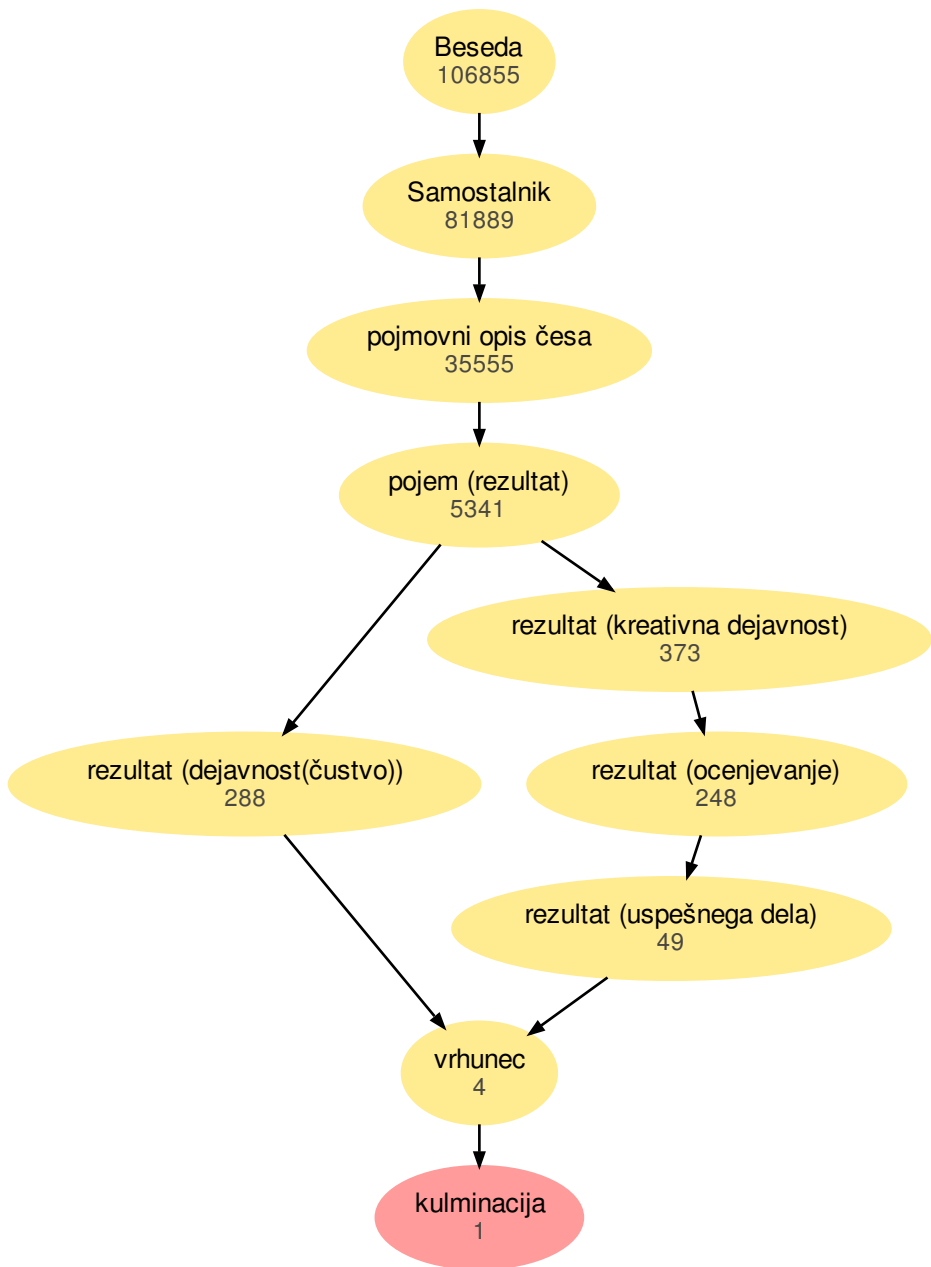 Beseda
106855
Samostalnik
81889
pojmovni opis česa
35555
pojem (rezultat)
5341
rezultat (kreativna dejavnost)
373
rezultat (dejavnost(čustvo))
288
rezultat (ocenjevanje)
248
rezultat (uspešnega dela)
49
vrhunec
4
kulminacija
1